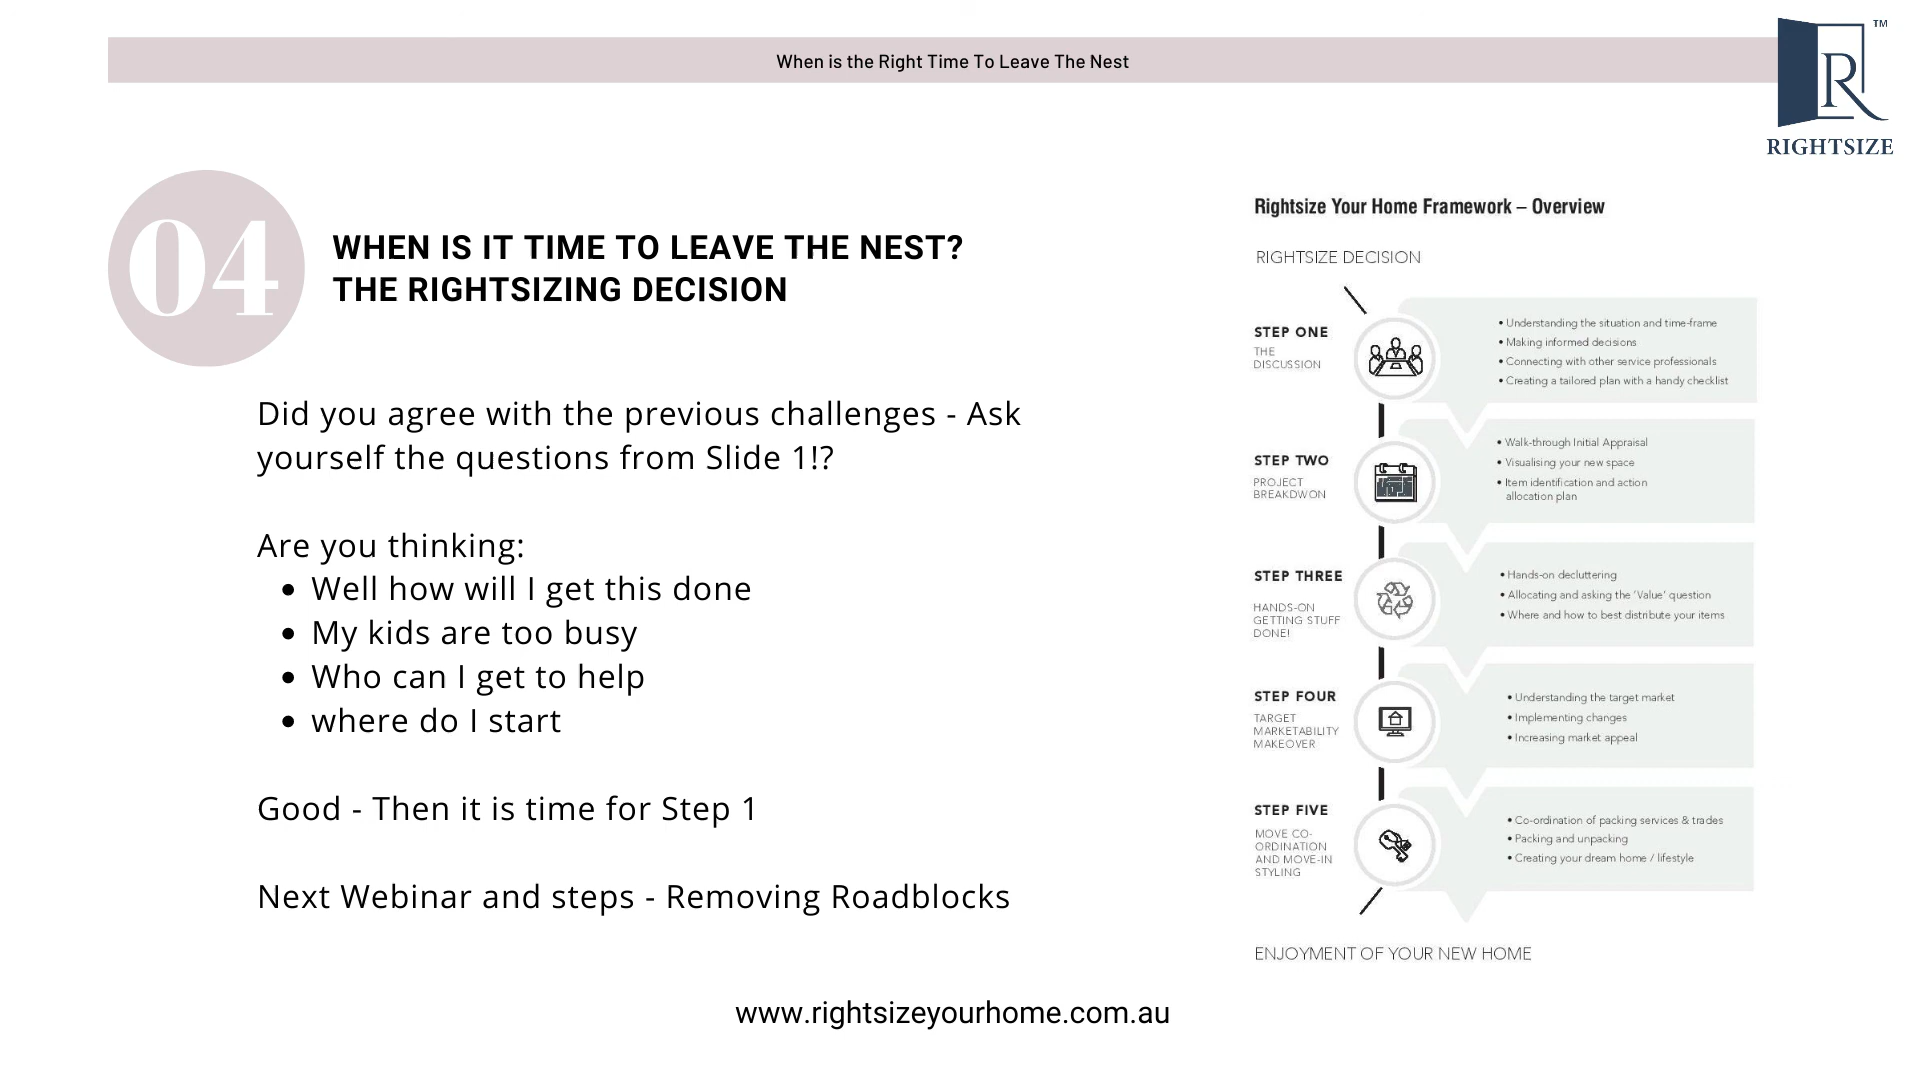 When is the Right Time To Leave The Nest
TM
R
RIGHTSIZE
04
WHEN IS IT TIME TO LEAVE THE NEST?
THE RIGHTSIZING DECISION
Did you agree with the previous challenges - Ask
yourself the questions from Slide 1!?
Are you thinking:
• Well how will I get this done
• My kids are too busy
• Who can I get to help
• where do I start
Good - Then it is time for Step 1
Next Webinar and steps - Removing Roadblocks
Rightsize Your Home Framework – Overview
RIGHTSIZE DECISION
STEP ONE
THE
DISCUSSION
• Understanding the situation and time-frame
• Making informed decisions
• Connecting with other service professionals
• Creating a tailored plan with a handy checklist
STEP TWO
PROJECT
BREAKDWON
• Walk-through Initial Appraisal
• Visualising your new space
• Item identification and action
allocation plan
STEP THREE
HANDS-ON
GETTING STUFF
DONE!
• Hands-on decluttering
• Allocating and asking the ‘Value’ question
• Where and how to best distribute your items
STEP FOUR
TARGET
MARKETABILITY
MAKEOVER
• Understanding the target market
• Implementing changes
• Increasing market appeal
STEP FIVE
MOVE CO-
ORDINATION
AND MOVE-IN
STYLING
• Co-ordination of packing services & trades
• Packing and unpacking
• Creating your dream home / lifestyle
ENJOYMENT OF YOUR NEW HOME
www.rightsizeyourhome.com.au